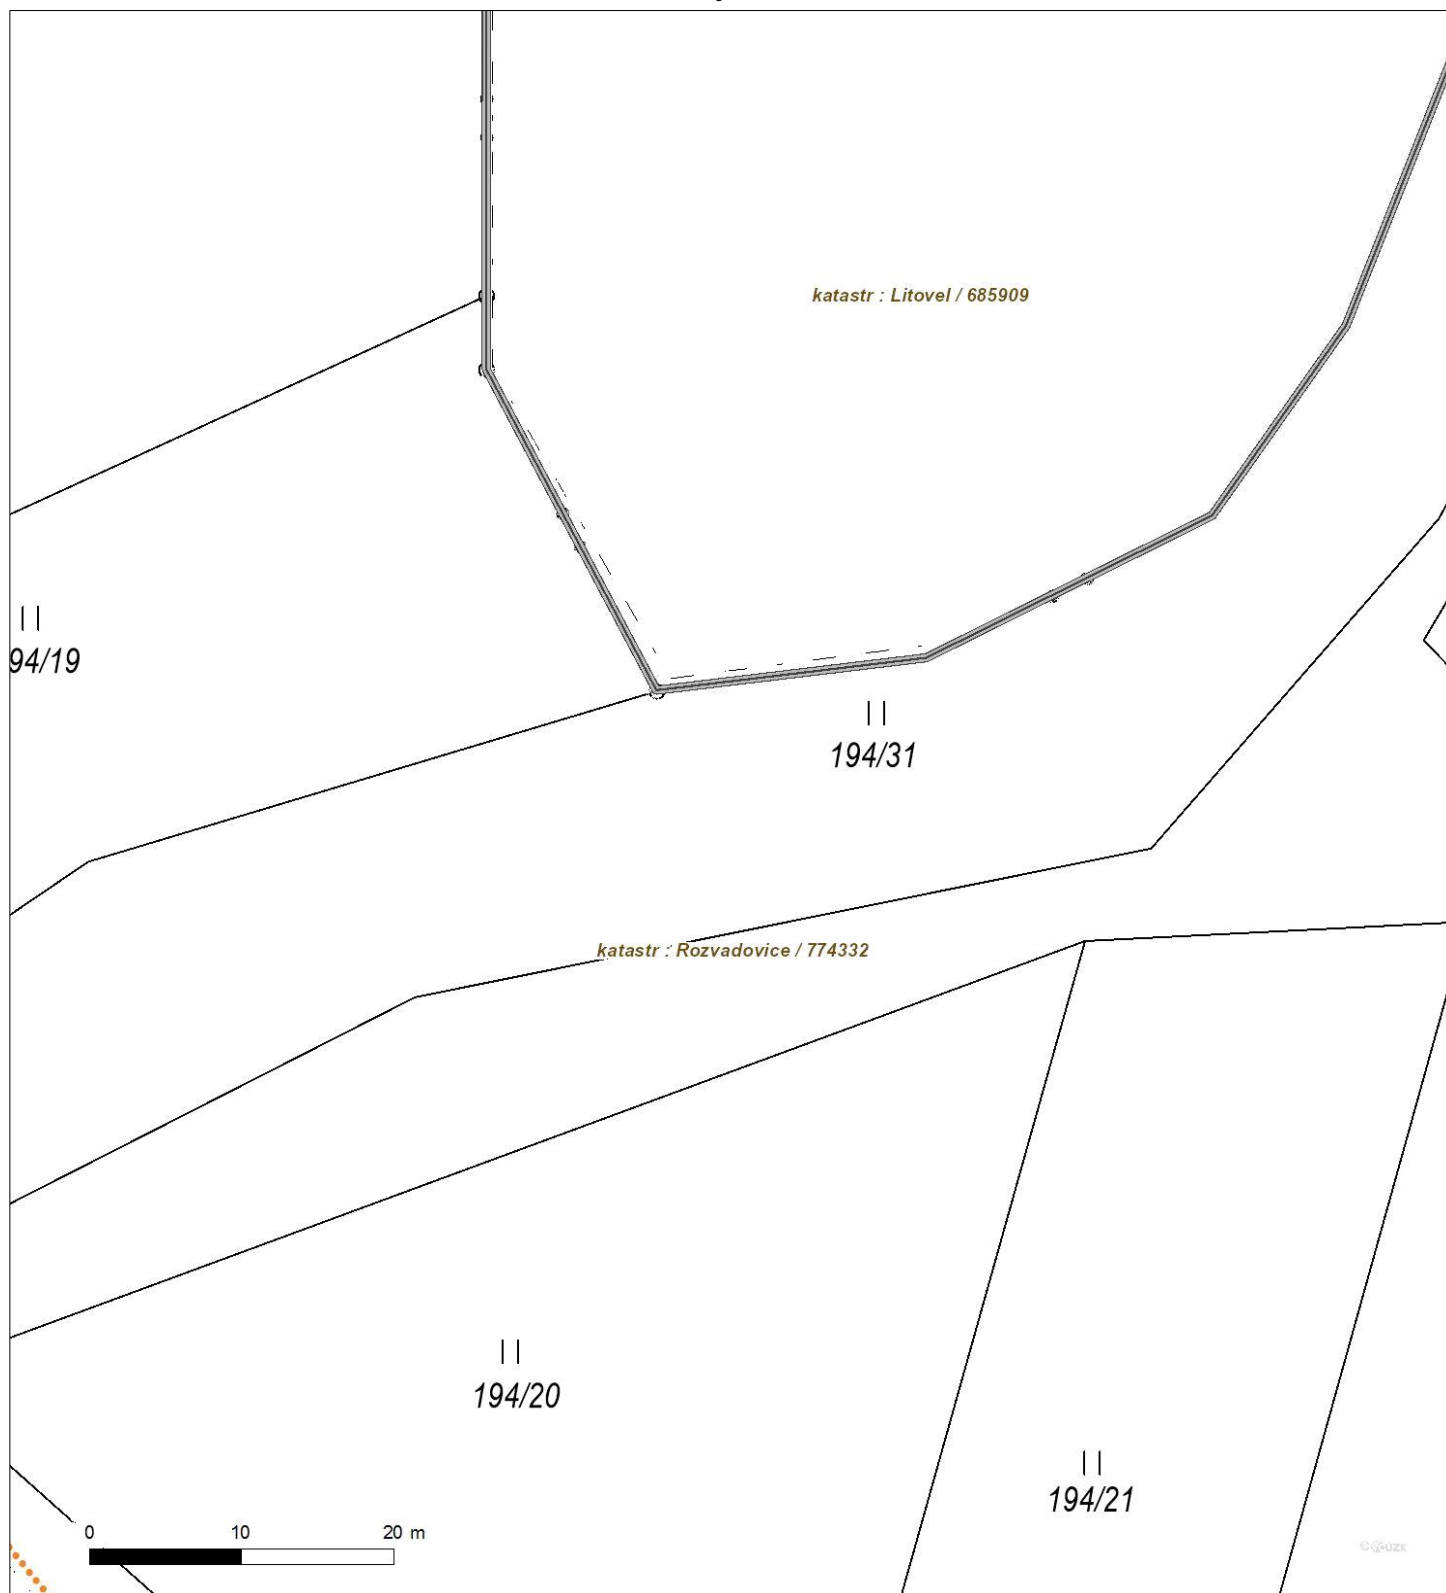 katastr : Litovel / 685909
94/19
194/31
katastr : Rozvadovice / 774332
194/20
194/21
0 10 20 m